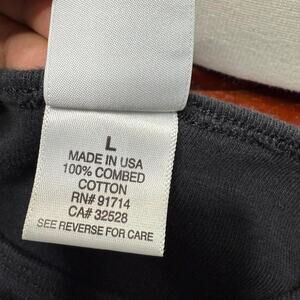 L
MADE IN USA
100% COMBED
COTTON
RN# 91714
CA# 32528
SEE REVERSE FOR CARE